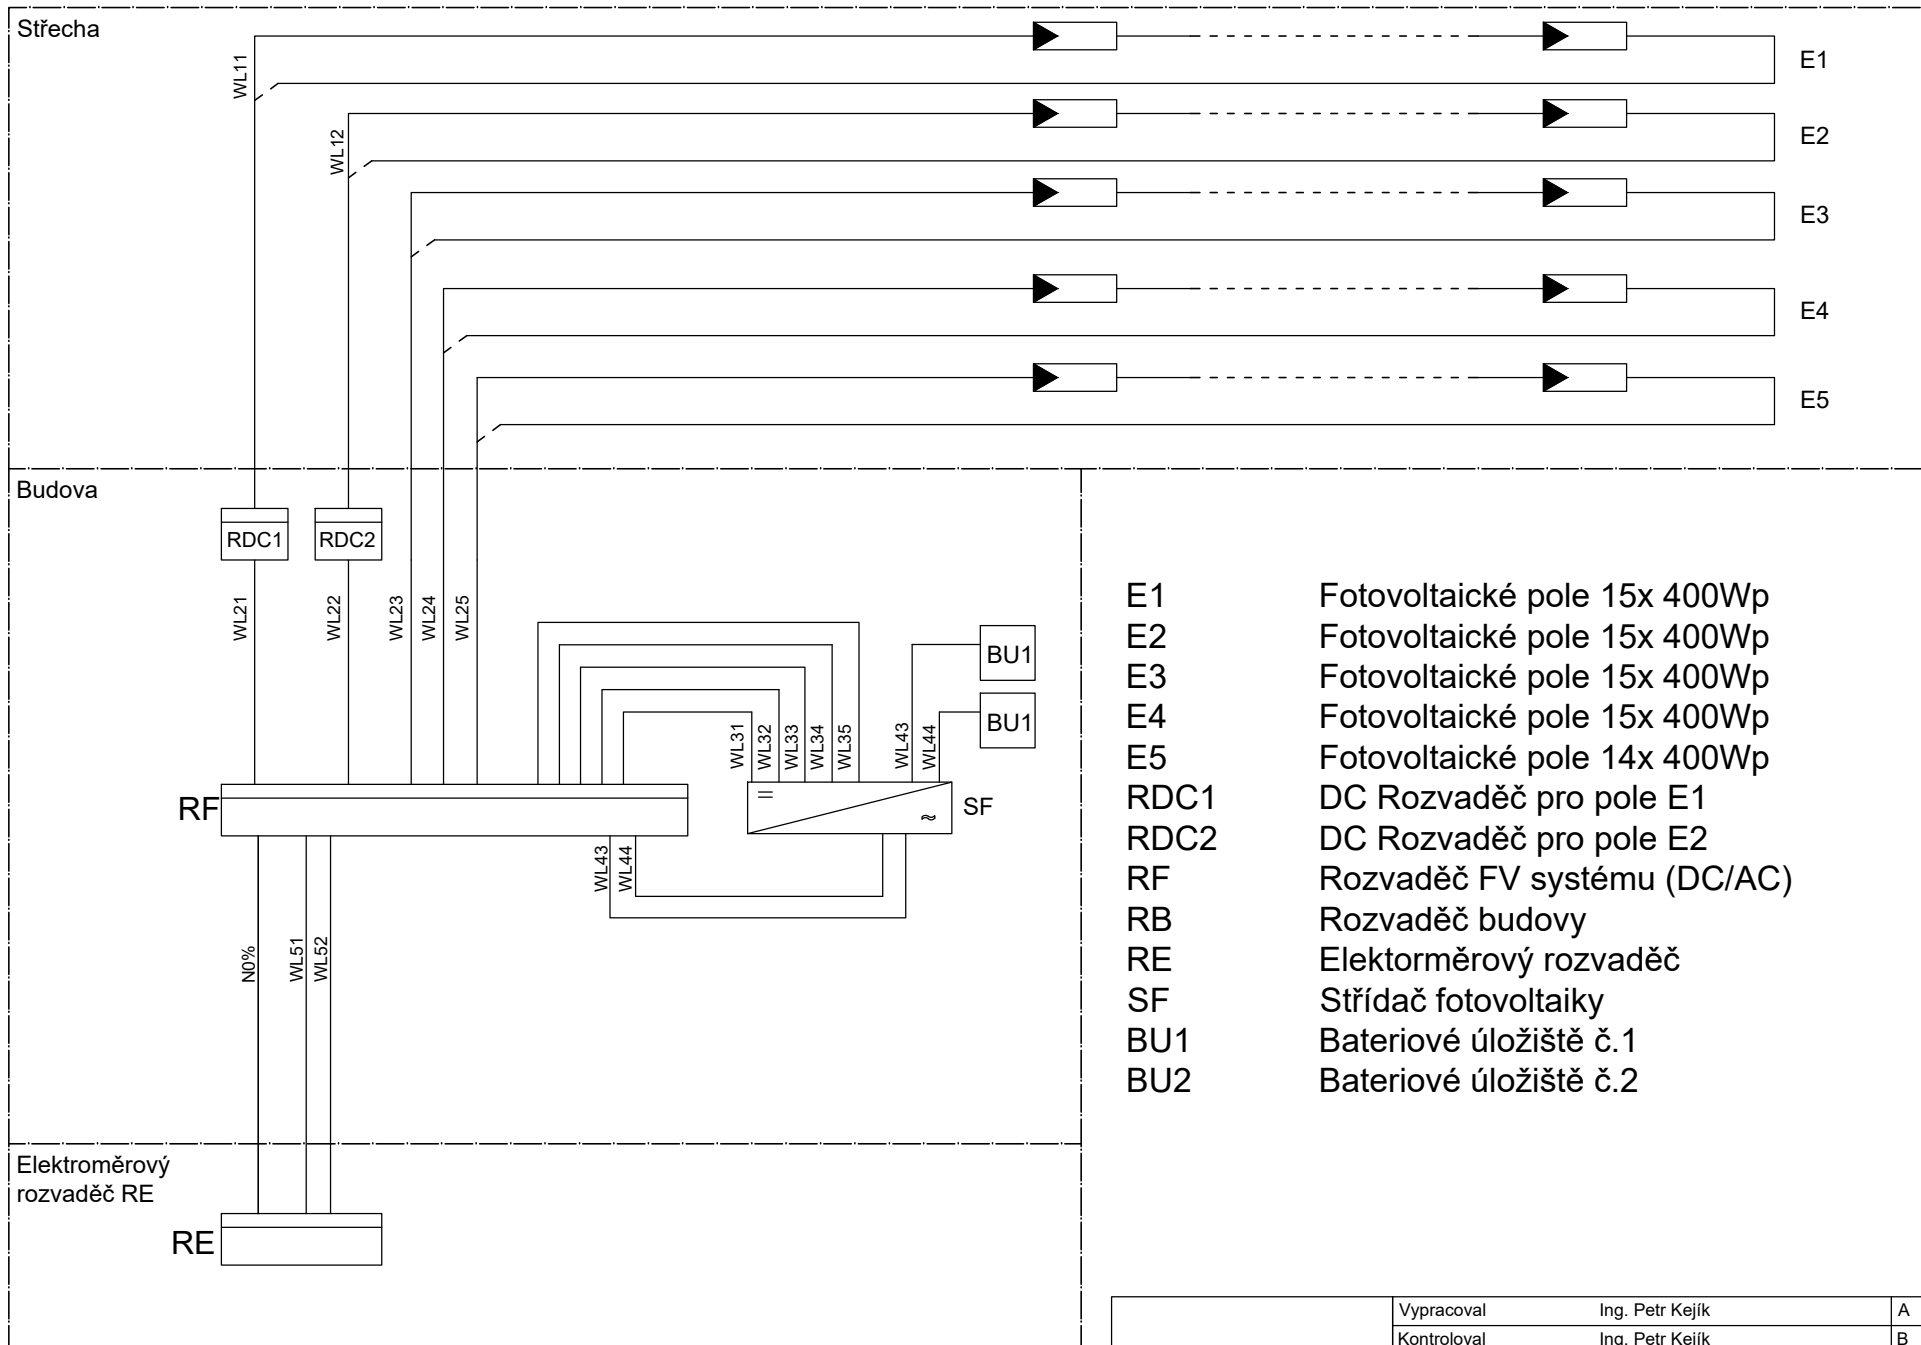 Střecha
WL11
E1
WL12
E2
E3
E4
E5
Budova
RDC1
RDC2
WL21
WL22
WL23
WL24
WL25
BU1
BU1
WL31
WL32
WL33
WL34
WL35
WL43
WL44
RF
=
≈
SF
WL43
WL44
N0%
WL51
WL52
Elektroměrový
rozvaděč RE
RE
E1 Fotovoltaické pole 15x 400Wp
E2 Fotovoltaické pole 15x 400Wp
E3 Fotovoltaické pole 15x 400Wp
E4 Fotovoltaické pole 15x 400Wp
E5 Fotovoltaické pole 14x 400Wp
RDC1 DC Rozvaděč pro pole E1
RDC2 DC Rozvaděč pro pole E2
RF Rozvaděč FV systému (DC/AC)
RB Rozvaděč budovy
RE Elektorměrový rozvaděč
SF Střídač fotovoltaiky
BU1 Bateriové úložiště č.1
BU2 Bateriové úložiště č.2
Vypracoval Ing. Petr Kejík A
Kontroloval Ing. Petr Kejík B